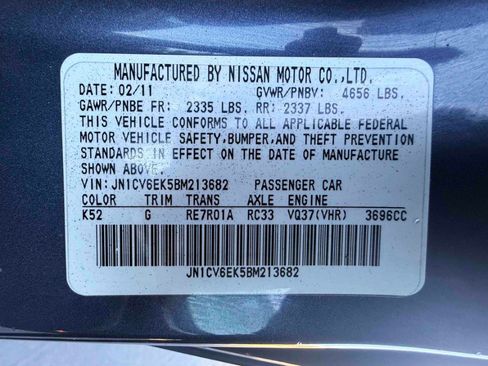 MANUFACTURED BY NISSAN MOTOR CO.,LTD.
DATE: 02/11 GVWR/PNBV: 4656 LBS.
GAWR/PNBE FR: 2335 LBS. RR: 2337 LBS.
THIS VEHICLE CONFORMS TO ALL APPLICABLE FEDERAL
MOTOR VEHICLE SAFETY,BUMPER,AND THEFT PREVENTION
STANDARDS IN EFFECT ON THE DATE OF MANUFACTURE
SHOWN ABOVE.
VIN: JN1CV6EK5BM213682 PASSENGER CAR
COLOR TRIM TRANS AXLE ENGINE
K52 G RE7R01A RC33 VQ37(VHR) 3696CC
JN1CV6EK5BM213682